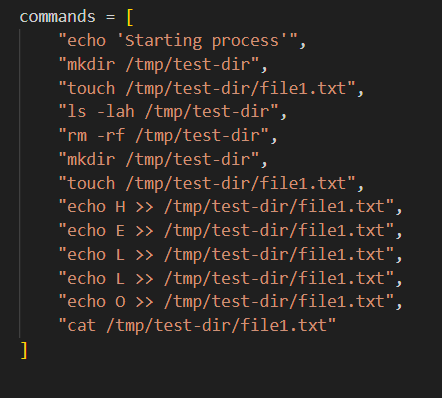 commands = [
    "echo 'Starting process'",
    "mkdir /tmp/test-dir",
    "touch /tmp/test-dir/file1.txt",
    "ls -lah /tmp/test-dir",
    "rm -rf /tmp/test-dir",
    "mkdir /tmp/test-dir",
    "touch /tmp/test-dir/file1.txt",
    "echo H >> /tmp/test-dir/file1.txt",
    "echo E >> /tmp/test-dir/file1.txt",
    "echo L >> /tmp/test-dir/file1.txt",
    "echo L >> /tmp/test-dir/file1.txt",
    "echo O >> /tmp/test-dir/file1.txt",
    "cat /tmp/test-dir/file1.txt"
]